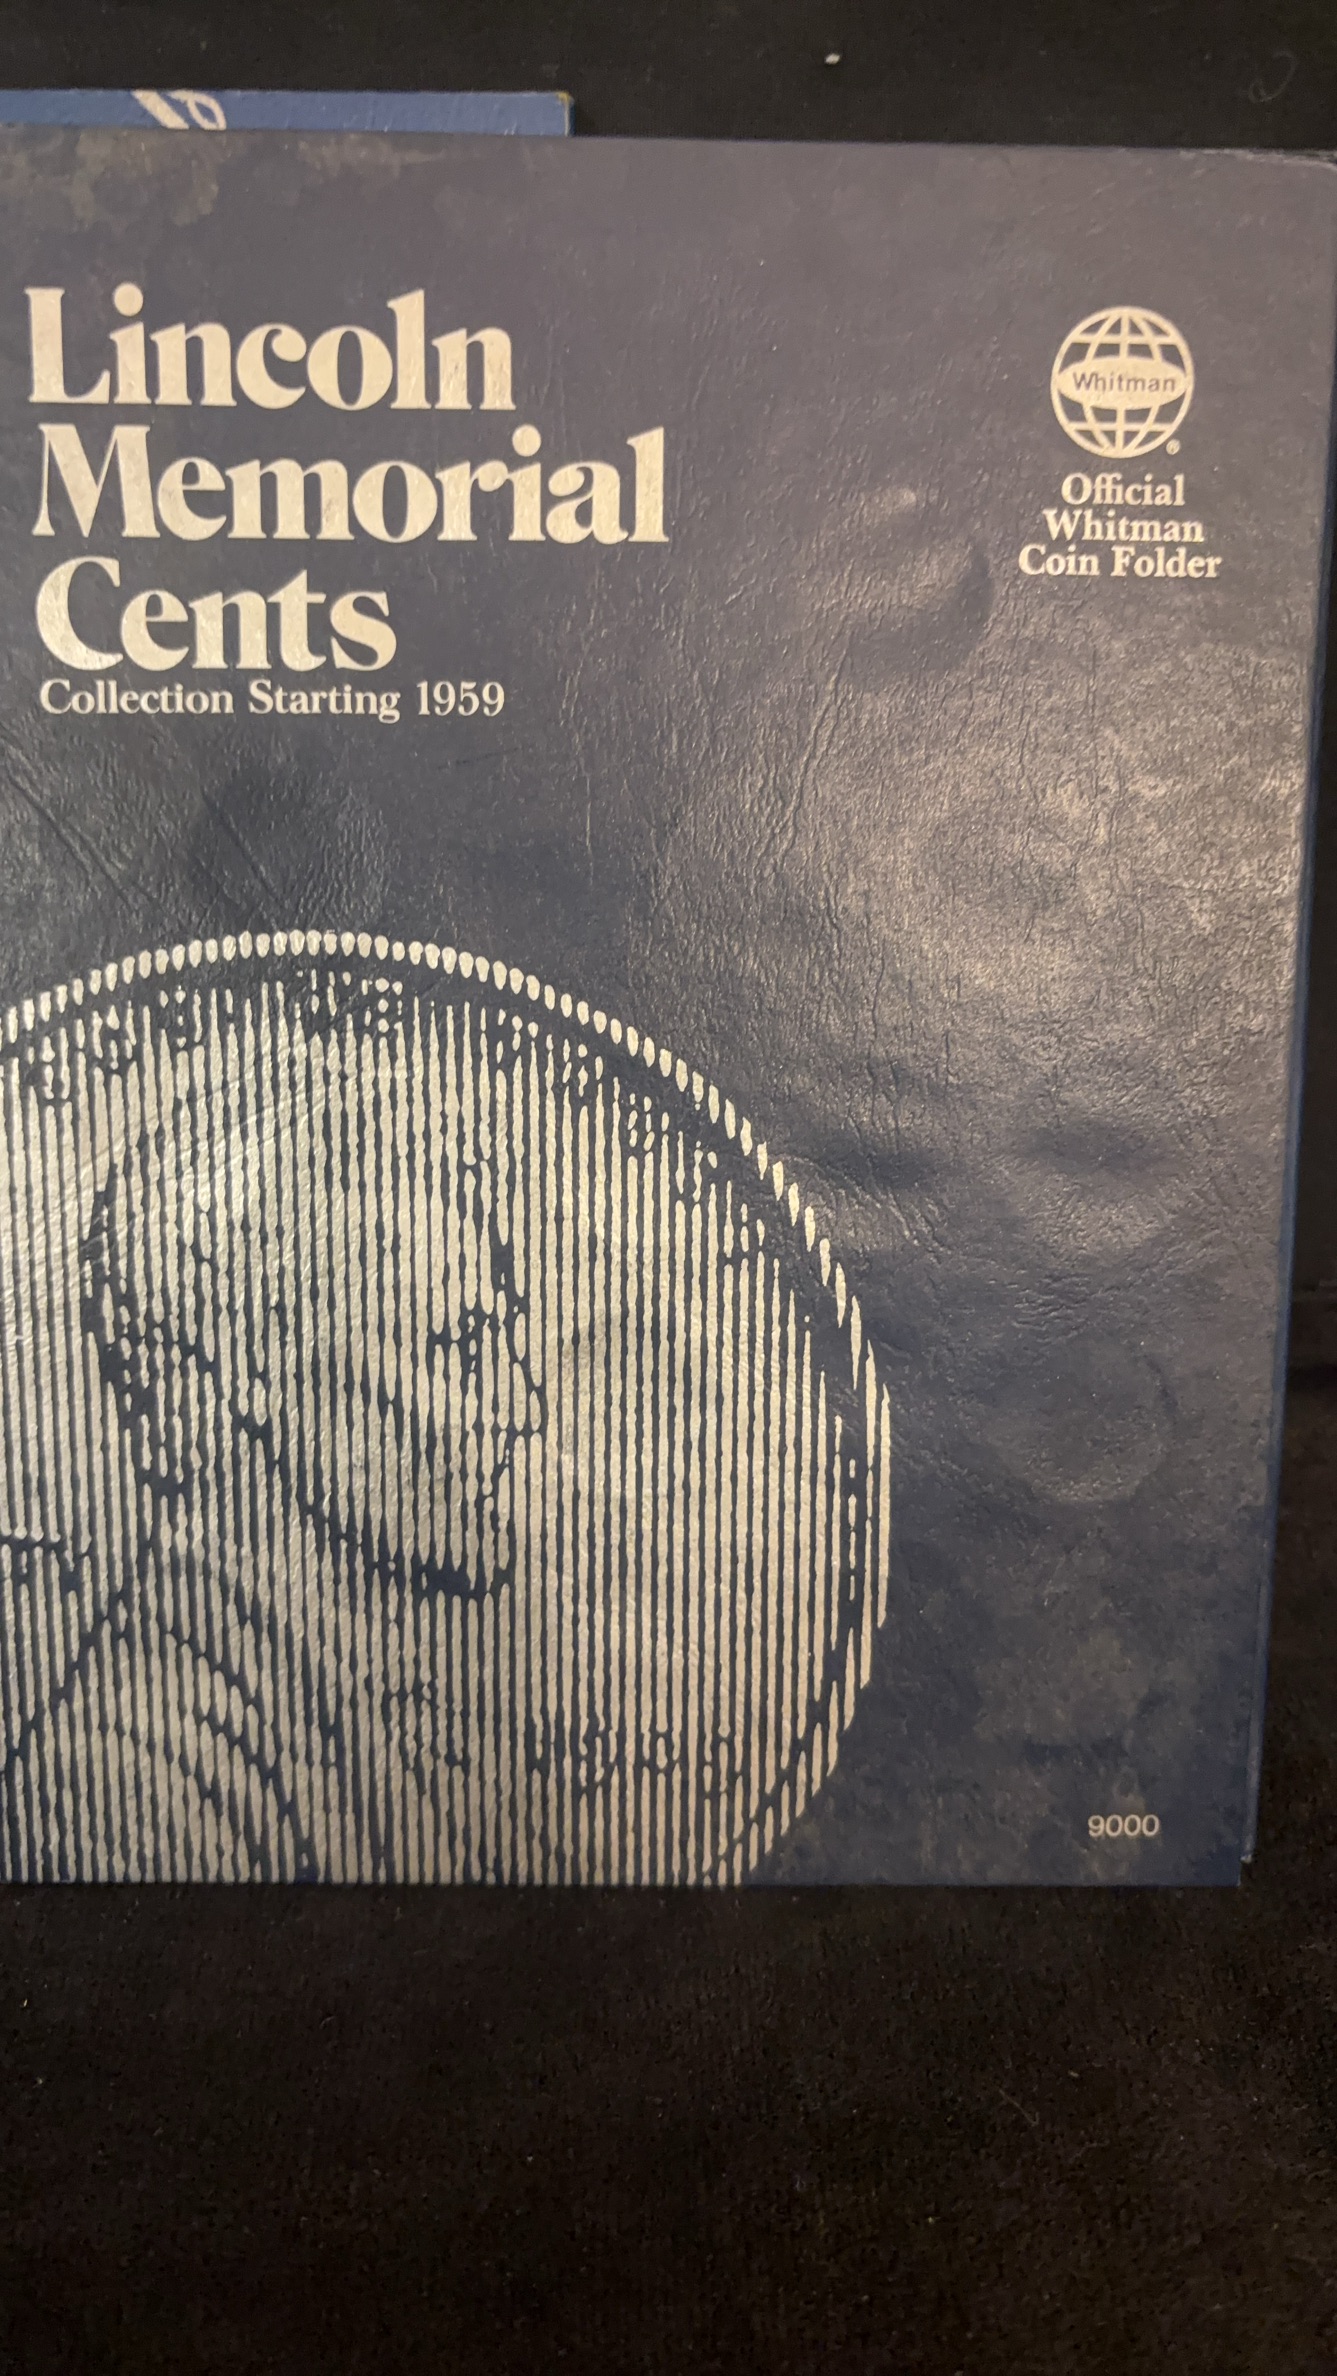 Lincoln
Memorial
Cents
Collection Starting 1959
Whitman
®
Official
Whitman
Coin Folder
9000